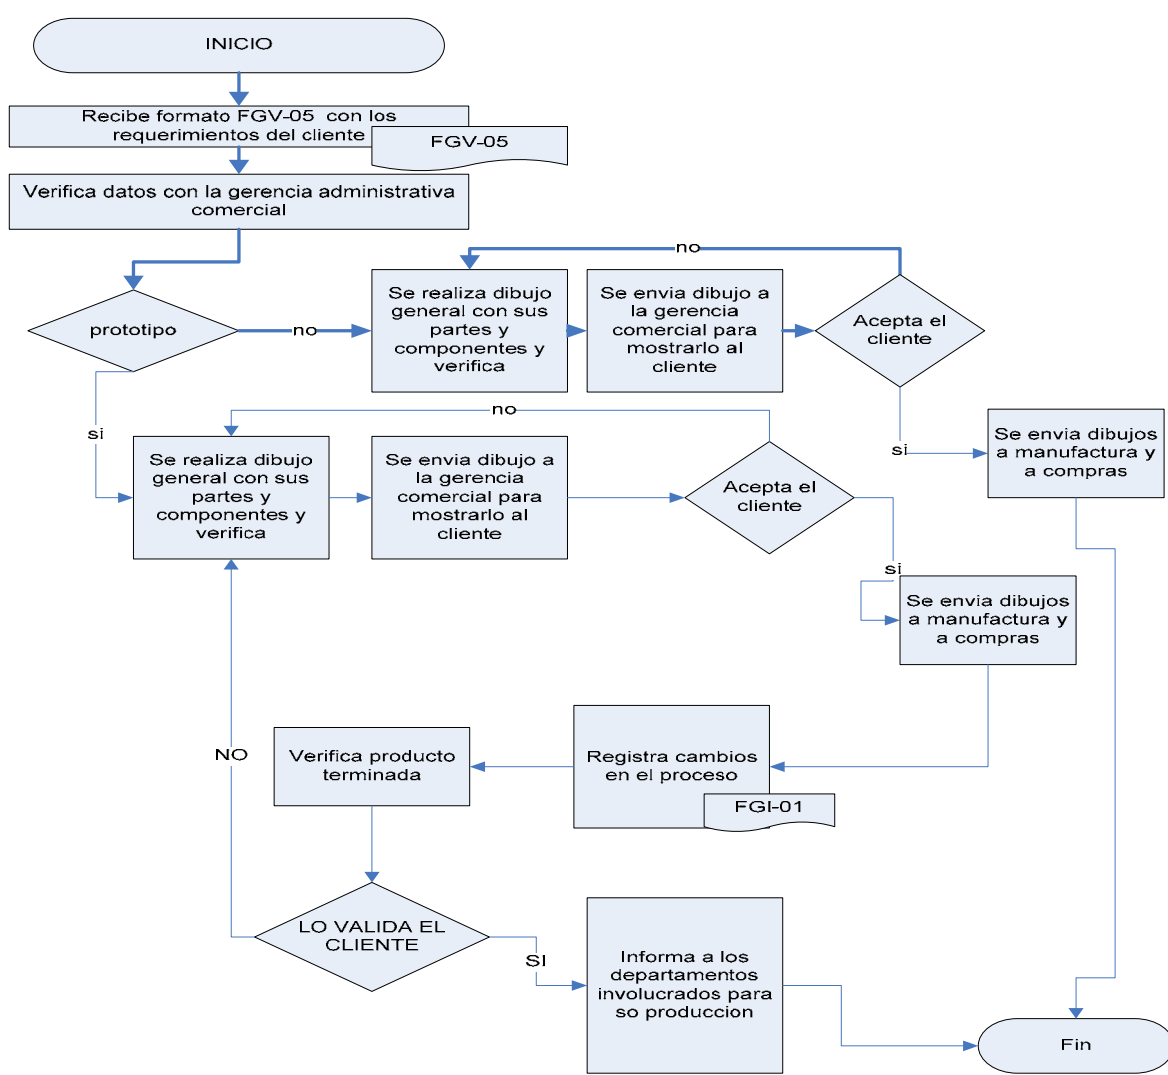 INICIO
Recibe formato FGV-05 con los
requerimientos del cliente
FGV-05
Verifica datos con la gerencia administrativa
comercial
no
Se realiza dibujo
general con sus
partes y
componentes y
verifica
Se envia dibujo a
la gerencia
comercial para
mostrarlo al
cliente
Acepta el
cliente
prototipo
no
no
si
si
Se envia dibujos
a manufactura y
a compras
Se realiza dibujo
general con sus
partes y
componentes y
verifica
Se envia dibujo a
la gerencia
comercial para
mostrarlo al
cliente
Acepta el
cliente
si
Se envia dibujos
a manufactura y
a compras
NO
Verifica producto
terminada
Registra cambios
en el proceso
FGI-01
LO VALIDA EL
CLIENTE
SI
Informa a los
departamentos
involucrados para
so produccion
Fin